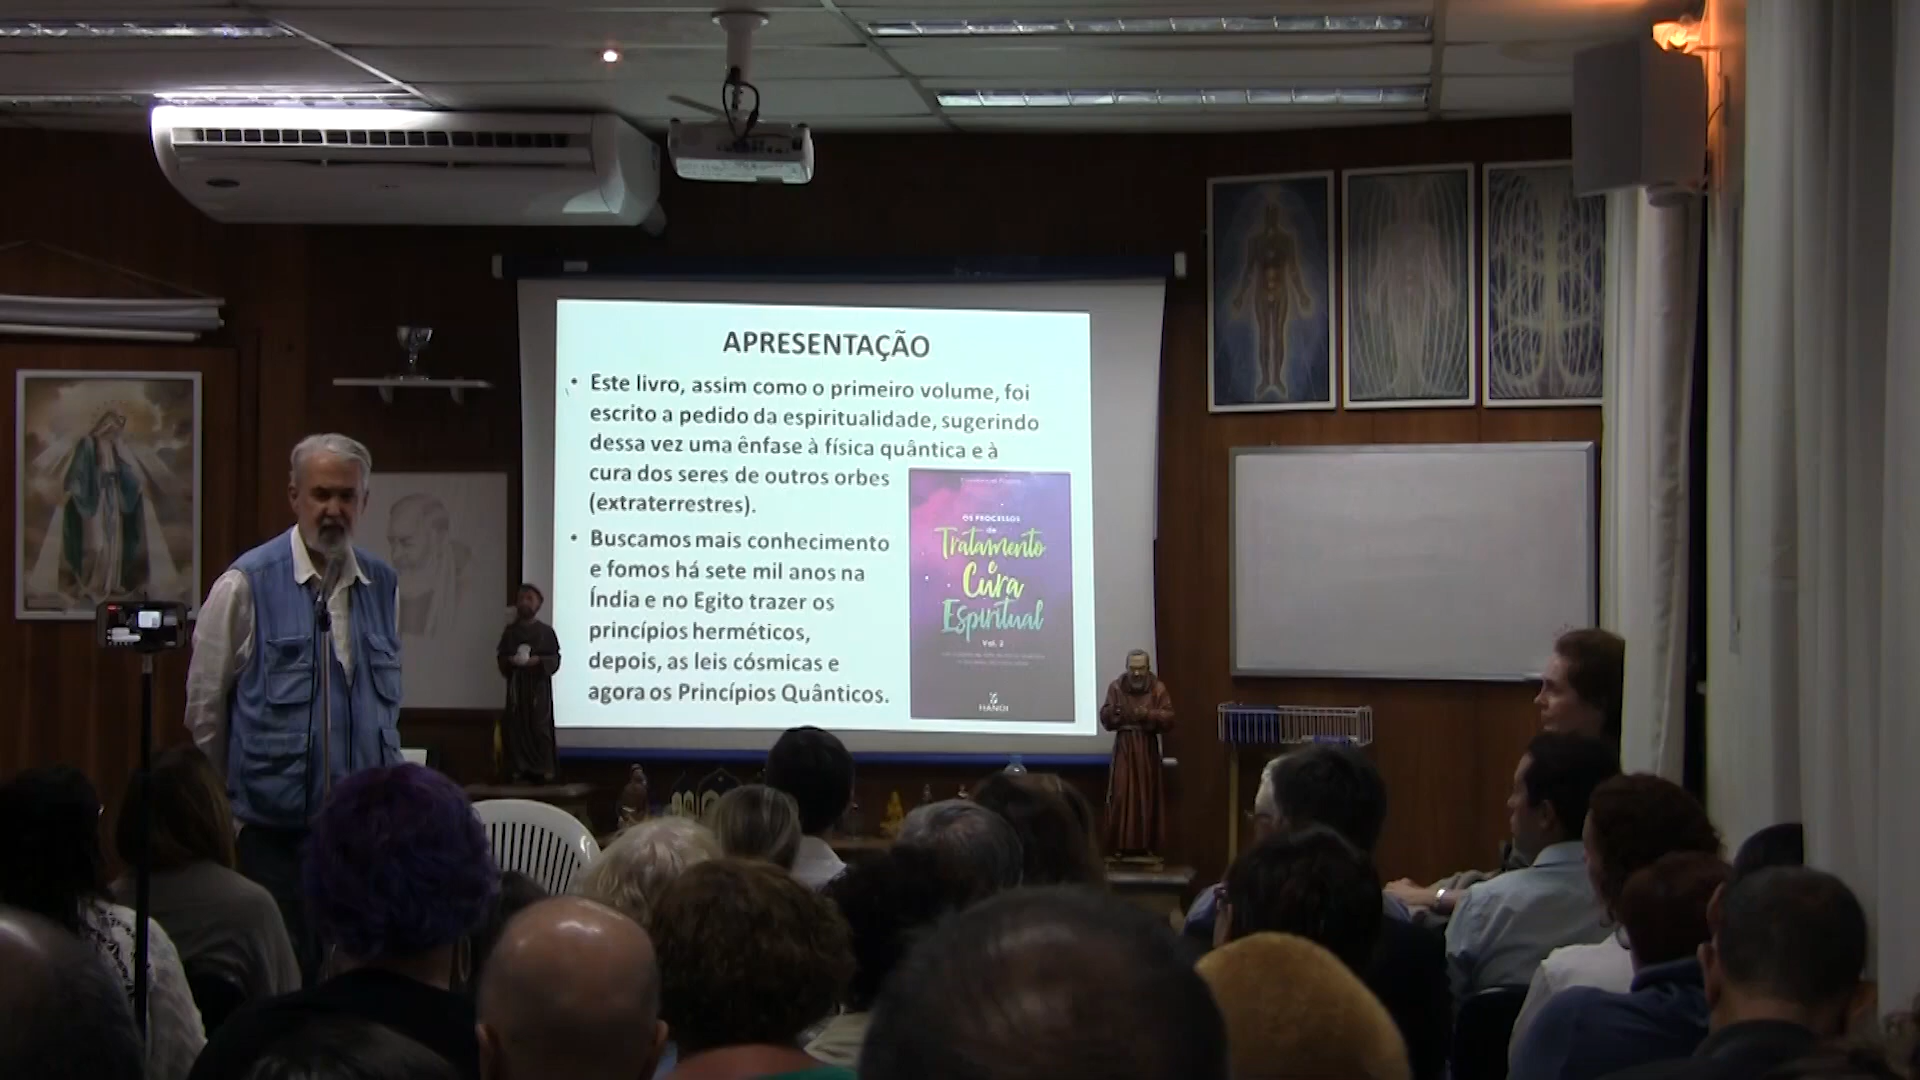 APRESENTAÇÃO
• Este livro, assim como o primeiro volume, foi
escrito a pedido da espiritualidade, sugerindo
dessa vez uma ênfase à física quântica e à
cura dos seres de outros orbes
(extraterrestres).
• Buscamos mais conhecimento
e fomos há sete mil anos na
Índia e no Egito trazer os
princípios herméticos,
depois, as leis cósmicas e
agora os Princípios Quânticos.
OS PROCESSOS
de
Tratamento
e
Cura
Espiritual
Vol. 2
HANOI